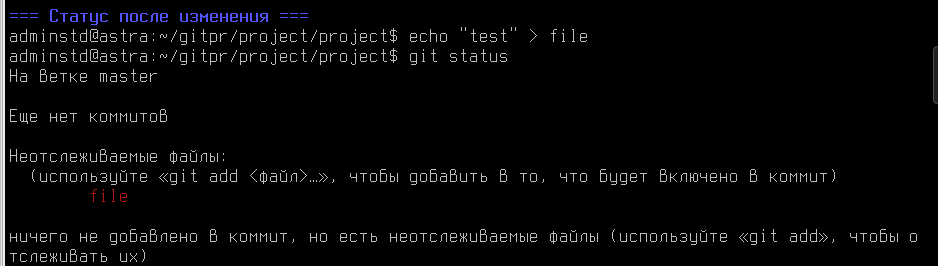 === Статус после изменения ===
adminstd@astra:~/gitpr/project/project$ echo "test" > file
adminstd@astra:~/gitpr/project/project$ git status
На ветке master
Еще нет коммитов
Неотслеживаемые файлы:
(используйте «git add <файл>…», чтобы добавить в то, что будет включено в коммит)
file
ничего не добавлено в коммит, но есть неотслеживаемые файлы (используйте «git add», чтобы о
тслеживать их)